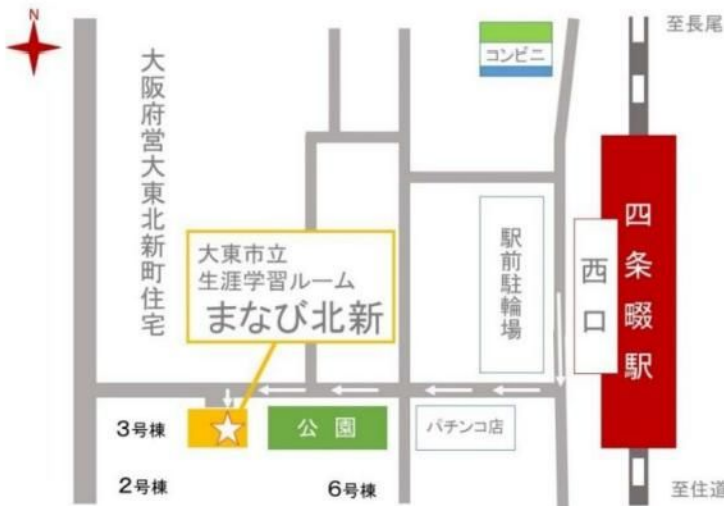 N
至長尾
コンビニ
大阪府営大東北新町住宅
四条畷駅
西口
駅前駐輪場
大東市立
生涯学習ルーム
まなび北新
3号棟
公園
パチンコ店
2号棟
6号棟
至住道